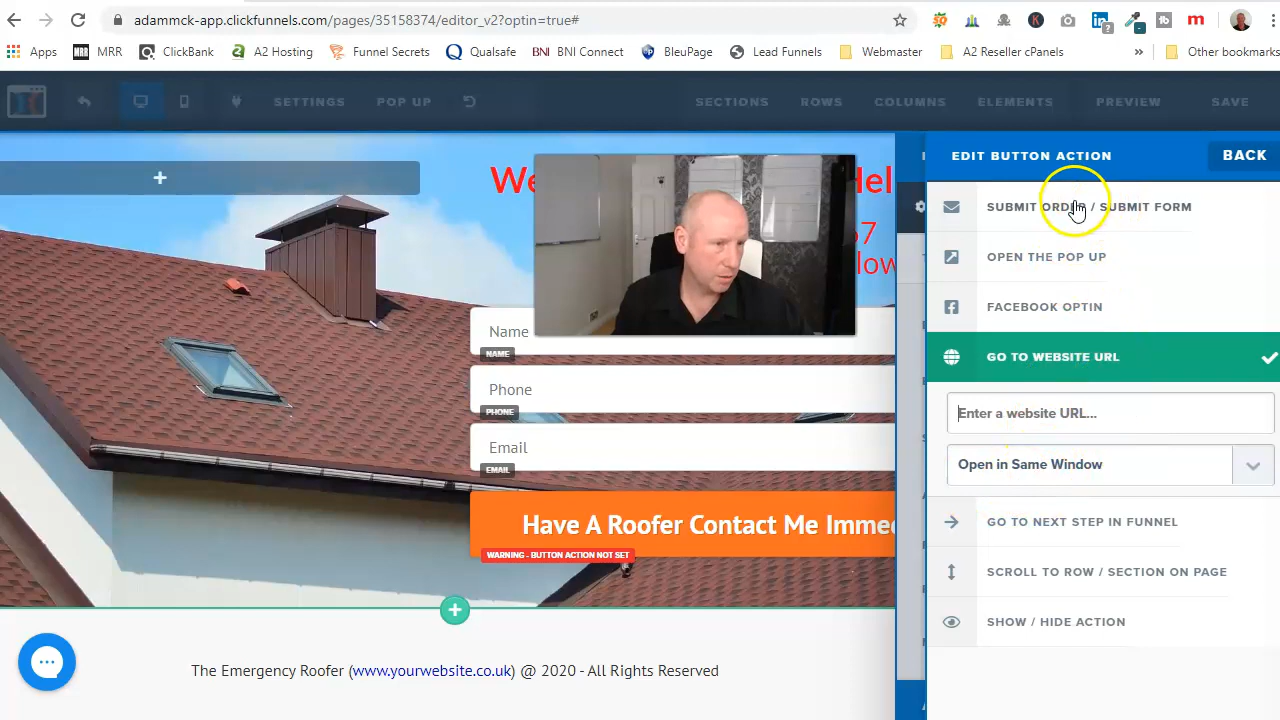 adammck-app.clickfunnels.com/pages/35158374/editor_v2?optin=true#
Apps MRR ClickBank A2 Hosting Funnel Secrets Qualsafe BNI BNI Connect BleuPage Lead Funnels Webmaster A2 Reseller cPanels » Other bookmarks
SETTINGS POP UP SECTIONS ROWS COLUMNS ELEMENTS PREVIEW SAVE
EDIT BUTTON ACTION BACK
We Hel
SUBMIT ORDER / SUBMIT FORM
67
low
OPEN THE POP UP
FACEBOOK OPTIN
Name
NAME
GO TO WEBSITE URL
Phone
PHONE
Enter a website URL...
Email
EMAIL
Open in Same Window
Have A Roofer Contact Me Immed
WARNING - BUTTON ACTION NOT SET
GO TO NEXT STEP IN FUNNEL
SCROLL TO ROW / SECTION ON PAGE
SHOW / HIDE ACTION
The Emergency Roofer (www.yourwebsite.co.uk) @ 2020 - All Rights Reserved